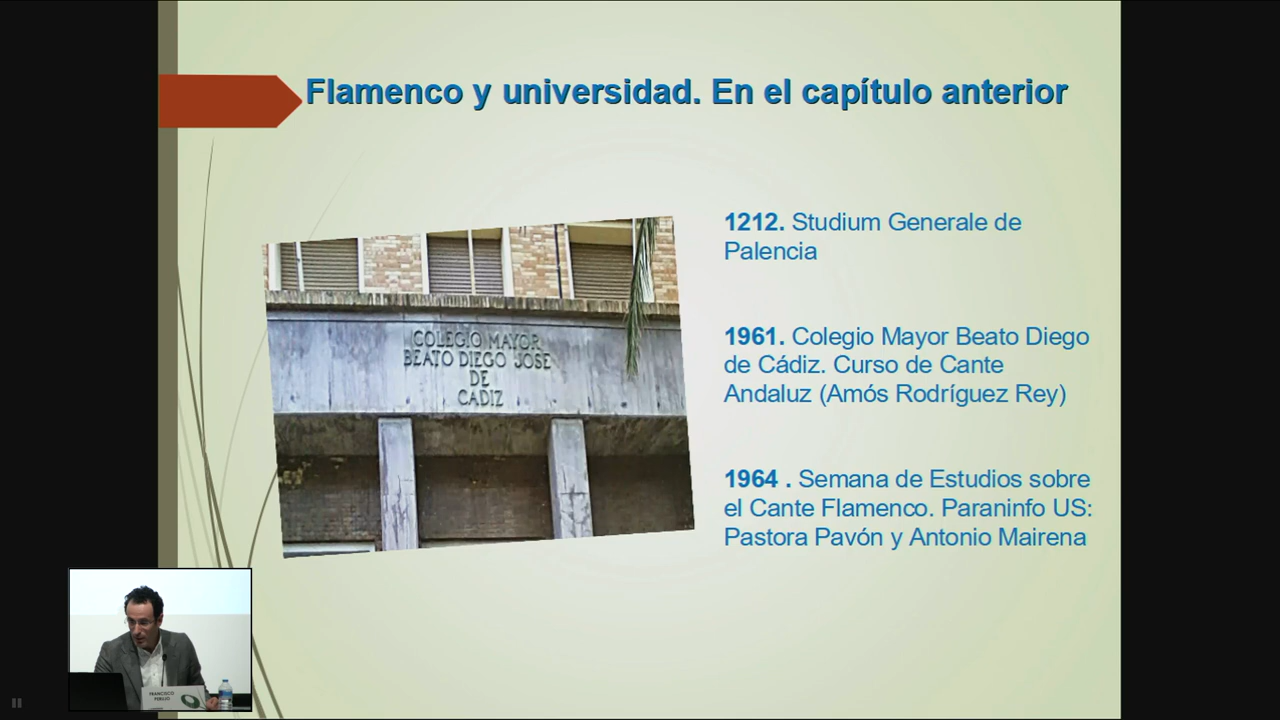 Flamenco y universidad. En el capítulo anterior
1212. Studium Generale de
Palencia
1961. Colegio Mayor Beato Diego
de Cádiz. Curso de Cante
Andaluz (Amós Rodríguez Rey)
1964 . Semana de Estudios sobre
el Cante Flamenco. Paraninfo US:
Pastora Pavón y Antonio Mairena
COLEGIO MAYOR
BEATO DIEGO JOSE
DE
CADIZ
FRANCISCO
PERUJO